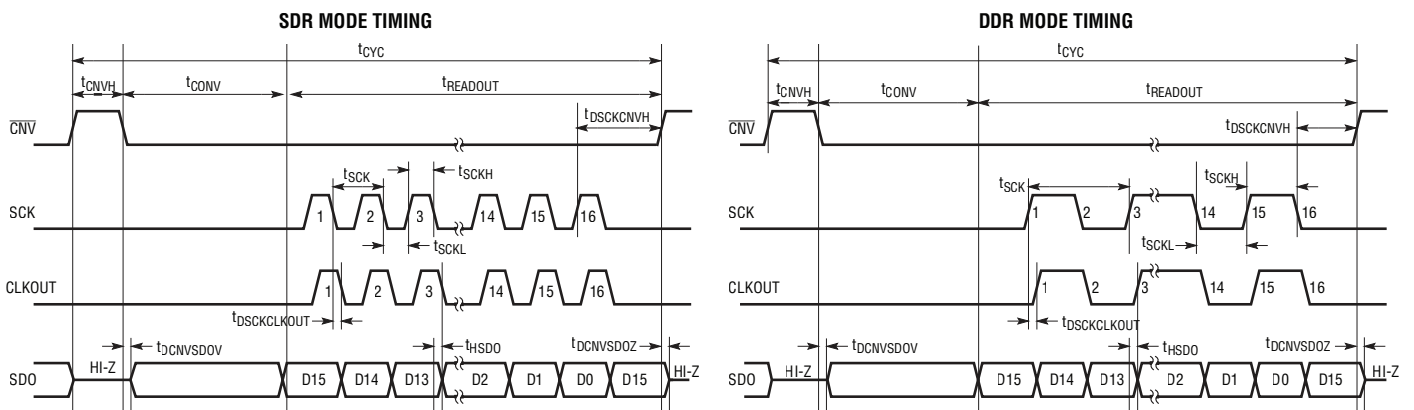 SDR MODE TIMING
tCYC
tCNVH
tCONV
tREADOUT
tDSCKCNVH
CNV
tSCK
tSCKH
SCK
1 2 3 14 15 16
tSCKL
CLKOUT
1 2 3 14 15 16
tDSCKCLKOUT
tDCNVSDOV
tHSDO
tDCNVSDOZ
SDO
HI-Z
D15 D14 D13 D2 D1 D0 D15
HI-Z
DDR MODE TIMING
tCYC
tCNVH
tCONV
tREADOUT
tDSCKCNVH
CNV
tSCK
tSCKH
SCK
1 2 3 14 15 16
tSCKL
CLKOUT
1 2 3 14 15 16
tDSCKCLKOUT
tDCNVSDOV
tHSDO
tDCNVSDOZ
SDO
HI-Z
D15 D14 D13 D2 D1 D0 D15
HI-Z